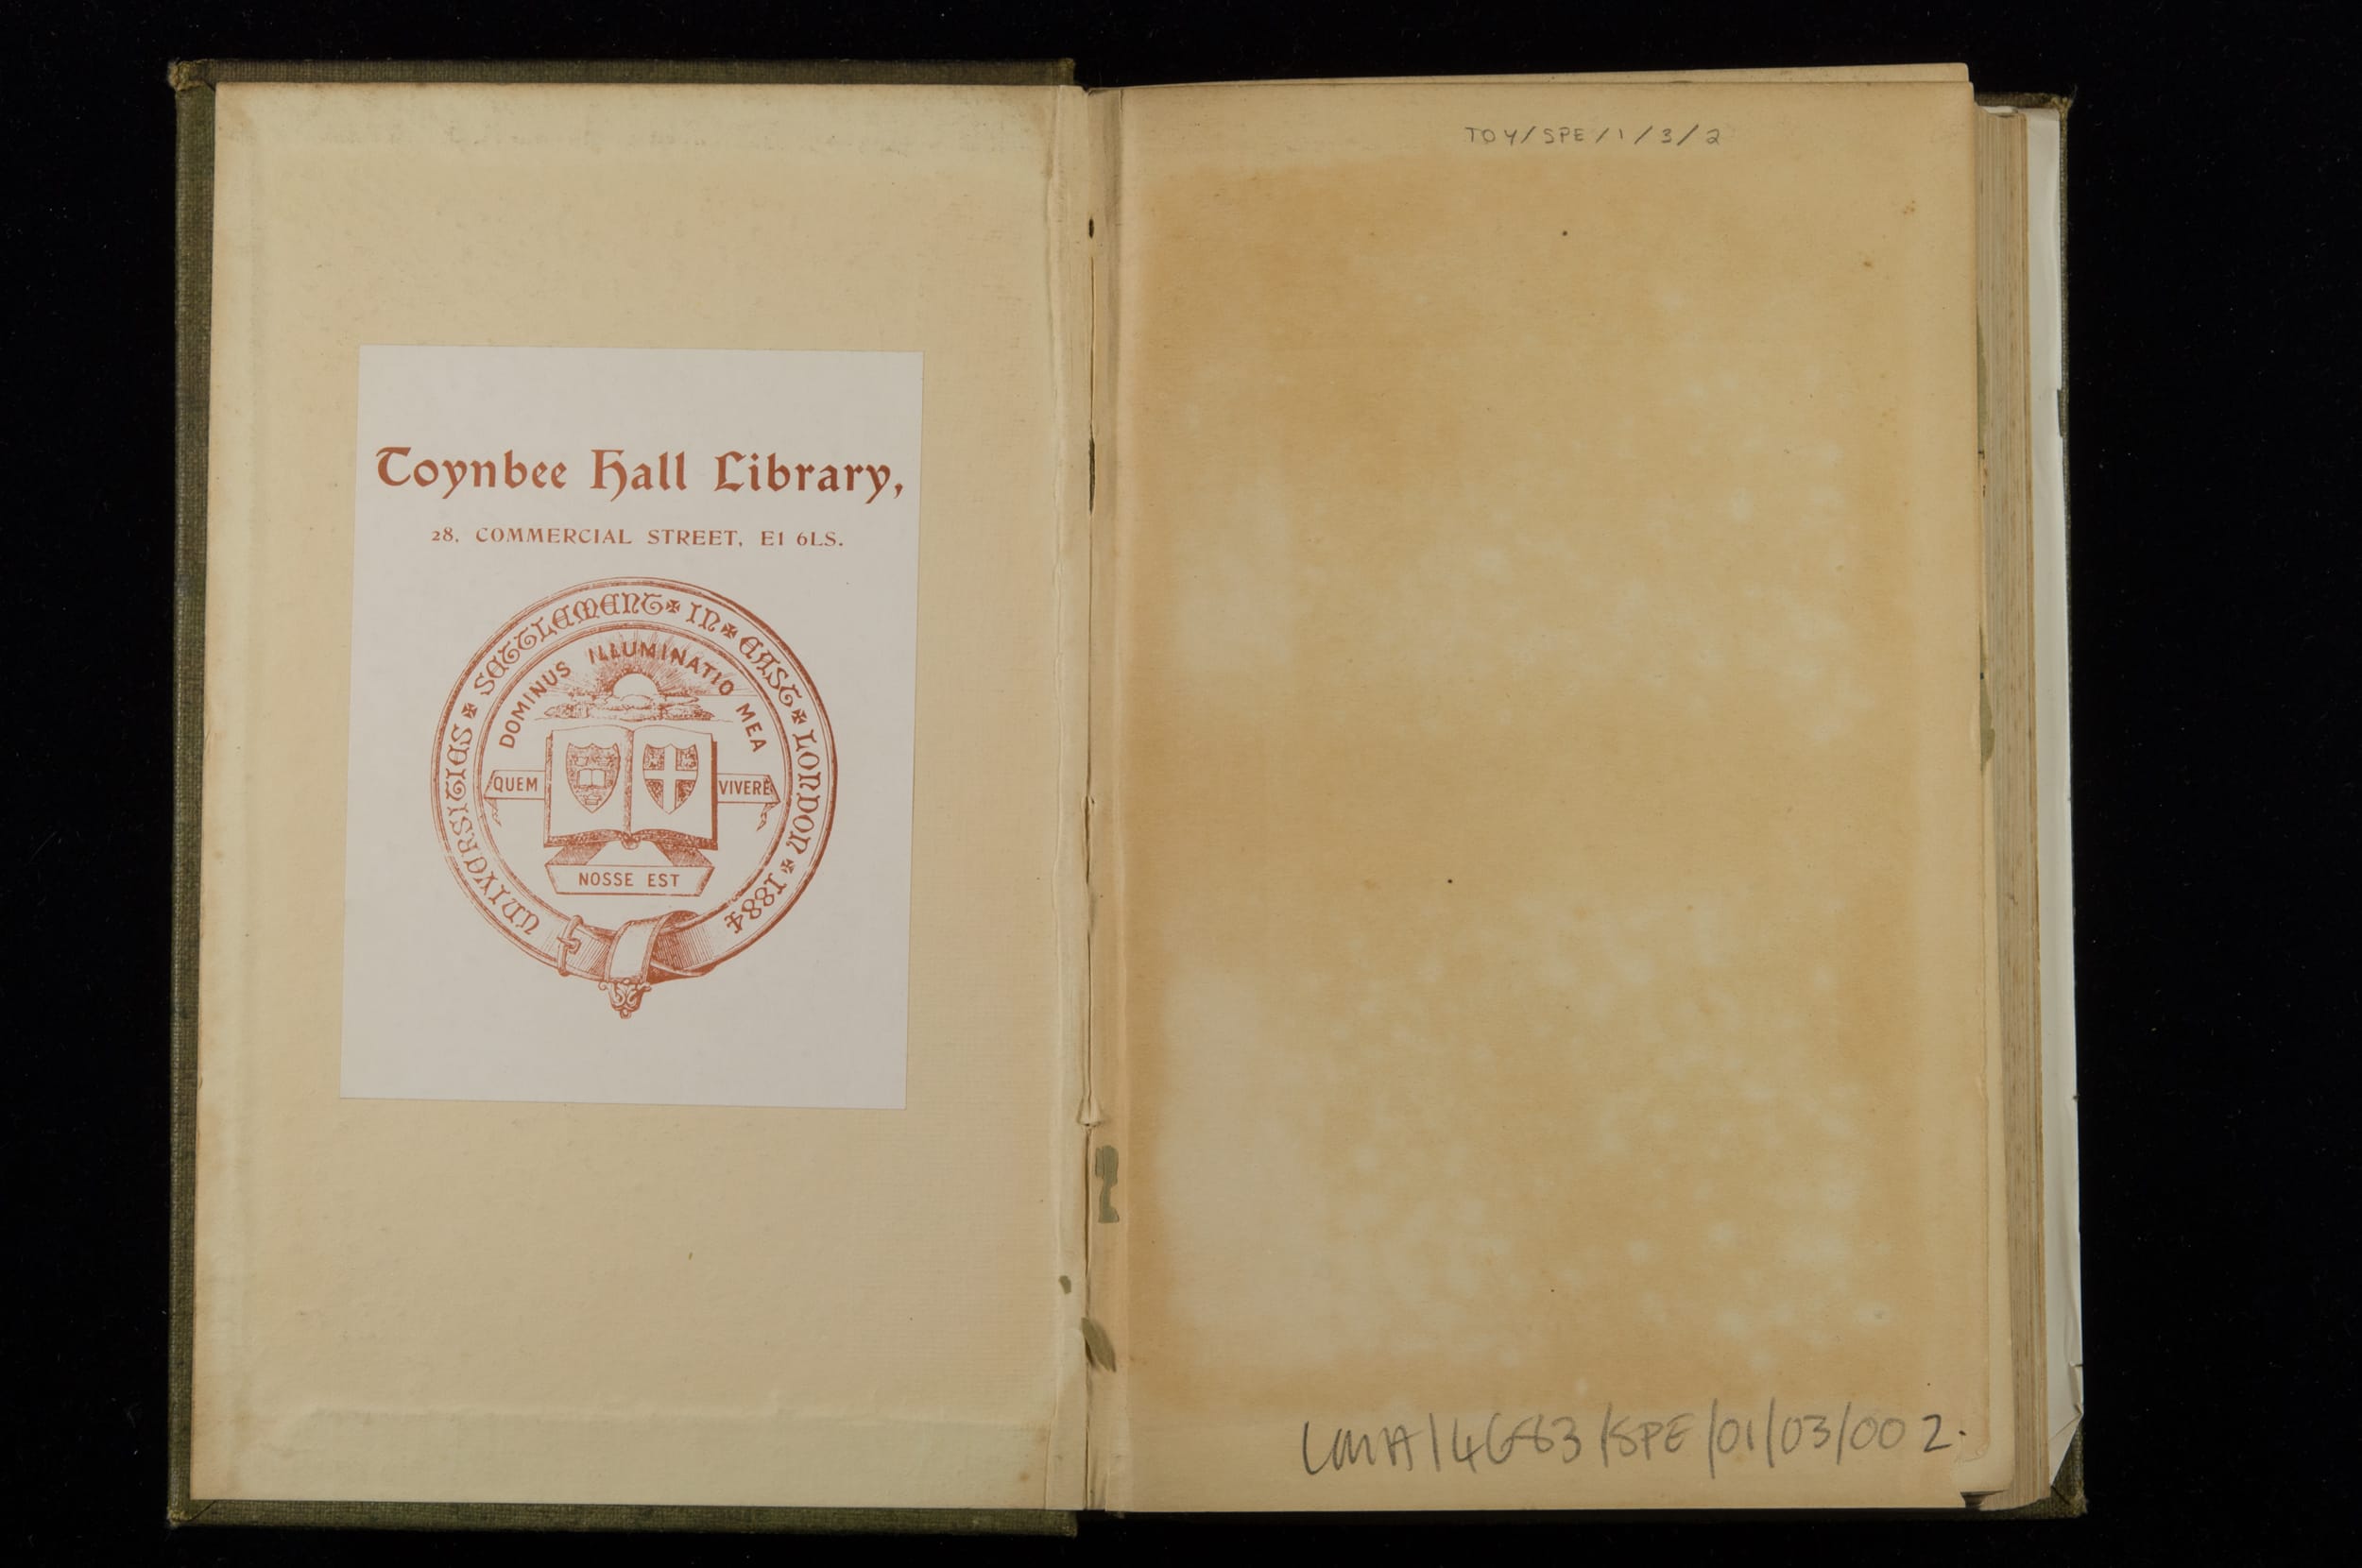 Toynbee Hall Library,
28, COMMERCIAL STREET, E1 6LS.
UNIVERSITIES ✠ SETTLEMENT ✠ IN ✠ EAST ✠ LONDON ✠ 1884
DOMINUS ILLUMINATIO MEA
QUEM VIVERE
NOSSE EST
TOY/SPE/1/3/2
LMA/4683/SPE/01/03/002.